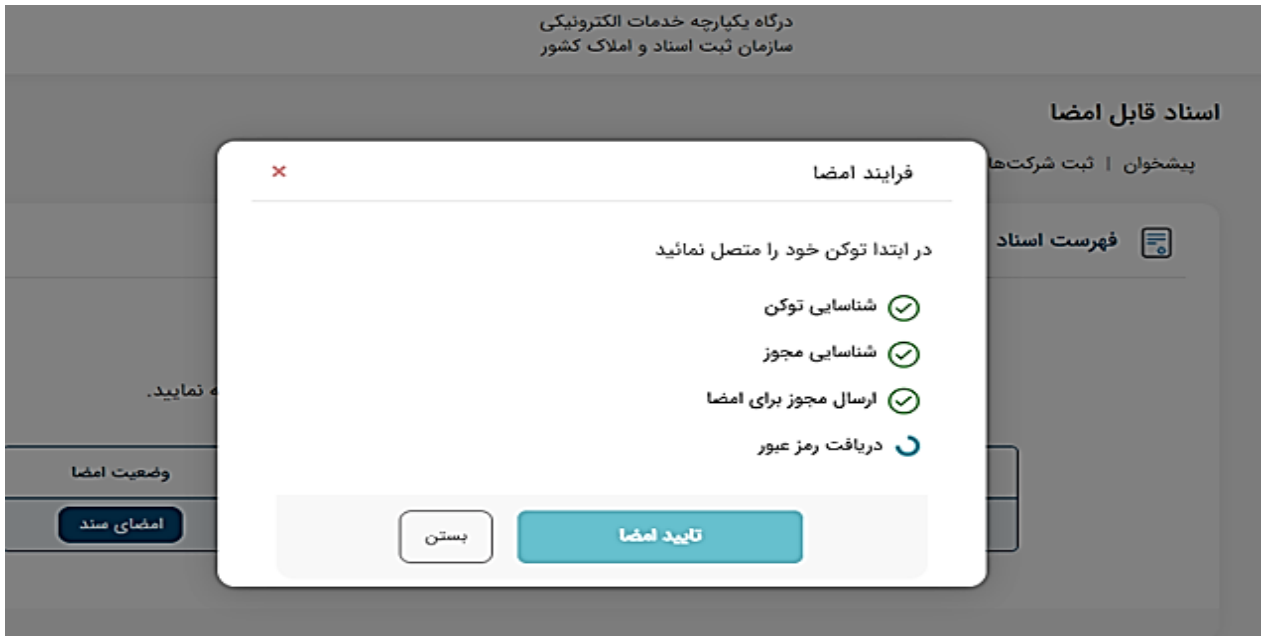 درگاه یکپارچه خدمات الکترونیکی
سازمان ثبت اسناد و املاک کشور
اسناد قابل امضا
پیشخوان | ثبت شرکت‌ها
فهرست اسناد
فرایند امضا
در ابتدا توکن خود را متصل نمائید
شناسایی توکن
شناسایی مجوز
ارسال مجوز برای امضا
دریافت رمز عبور
تایید امضا
بستن
نمایید.
وضعیت امضا
امضای سند